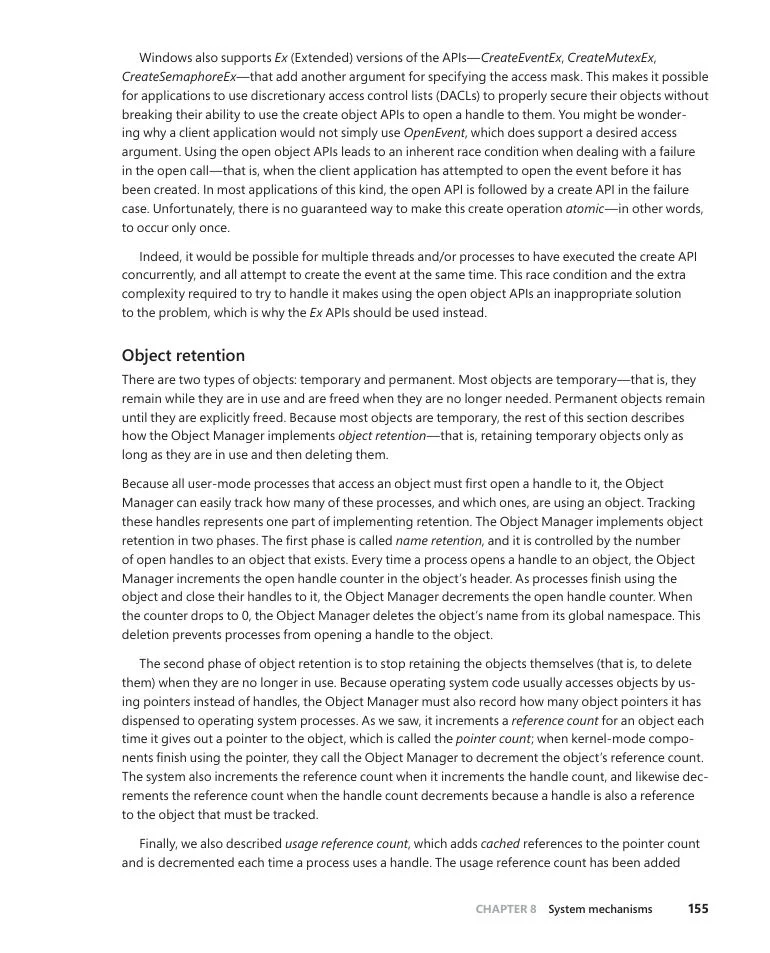 Windows also supports Ex (Extended) versions of the APIs—CreateEventEx, CreateMutexEx,
CreateSemaphoreEx—that add another argument for specifying the access mask. This makes it possible
for applications to use discretionary access control lists (DACLs) to properly secure their objects without
breaking their ability to use the create object APIs to open a handle to them. You might be wonder-
ing why a client application would not simply use OpenEvent, which does support a desired access
argument. Using the open object APIs leads to an inherent race condition when dealing with a failure
in the open call—that is, when the client application has attempted to open the event before it has
been created. In most applications of this kind, the open API is followed by a create API in the failure
case. Unfortunately, there is no guaranteed way to make this create operation atomic—in other words,
to occur only once.
Indeed, it would be possible for multiple threads and/or processes to have executed the create API
concurrently, and all attempt to create the event at the same time. This race condition and the extra
complexity required to try to handle it makes using the open object APIs an inappropriate solution
to the problem, which is why the Ex APIs should be used instead.
Object retention
There are two types of objects: temporary and permanent. Most objects are temporary—that is, they
remain while they are in use and are freed when they are no longer needed. Permanent objects remain
until they are explicitly freed. Because most objects are temporary, the rest of this section describes
how the Object Manager implements object retention—that is, retaining temporary objects only as
long as they are in use and then deleting them.
Because all user-mode processes that access an object must first open a handle to it, the Object
Manager can easily track how many of these processes, and which ones, are using an object. Tracking
these handles represents one part of implementing retention. The Object Manager implements object
retention in two phases. The first phase is called name retention, and it is controlled by the number
of open handles to an object that exists. Every time a process opens a handle to an object, the Object
Manager increments the open handle counter in the object's header. As processes finish using the
object and close their handles to it, the Object Manager decrements the open handle counter. When
the counter drops to 0, the Object Manager deletes the object's name from its global namespace. This
deletion prevents processes from opening a handle to the object.
The second phase of object retention is to stop retaining the objects themselves (that is, to delete
them) when they are no longer in use. Because operating system code usually accesses objects by us-
ing pointers instead of handles, the Object Manager must also record how many object pointers it has
dispensed to operating system processes. As we saw, it increments a reference count for an object each
time it gives out a pointer to the object, which is called the pointer count; when kernel-mode compo-
nents finish using the pointer, they call the Object Manager to decrement the object's reference count.
The system also increments the reference count when it increments the handle count, and likewise dec-
rements the reference count when the handle count decrements because a handle is also a reference
to the object that must be tracked.
Finally, we also described usage reference count, which adds cached references to the pointer count
and is decremented each time a process uses a handle. The usage reference count has been added
CHAPTER 8 System mechanisms 155